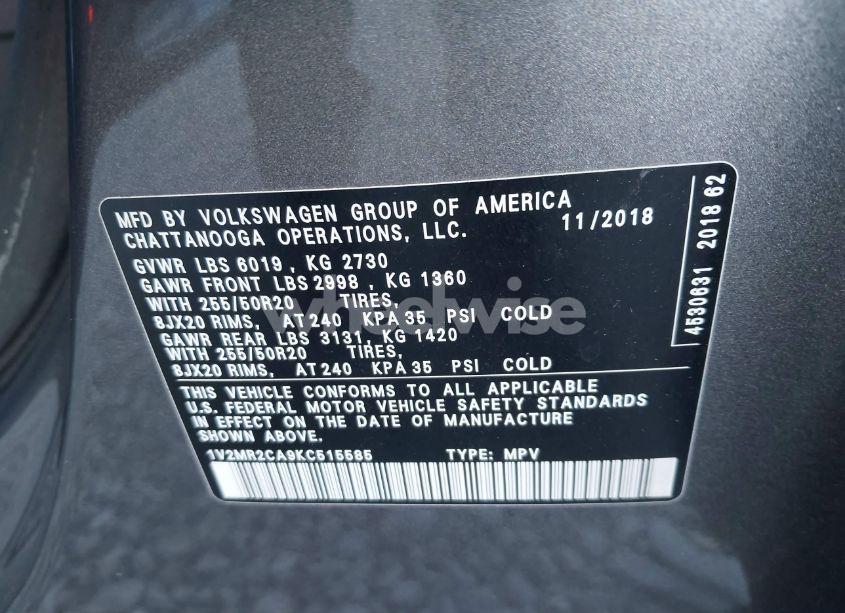 MFD BY VOLKSWAGEN GROUP OF AMERICA
CHATTANOOGA OPERATIONS, LLC. 11/2018
GVWR LBS 6019 , KG 2730
GAWR FRONT LBS 2998 , KG 1360
WITH 255/50R20 TIRES,
8JX20 RIMS, AT 240 KPA 35 PSI COLD
GAWR REAR LBS 3131, KG 1420
WITH 255/50R20 TIRES,
8JX20 RIMS, AT 240 KPA 35 PSI COLD
THIS VEHICLE CONFORMS TO ALL APPLICABLE
U.S. FEDERAL MOTOR VEHICLE SAFETY STANDARDS
IN EFFECT ON THE DATE OF MANUFACTURE
SHOWN ABOVE.
1V2MR2CA9KC515585 TYPE: MPV
4530631 2018 62
wheelwise